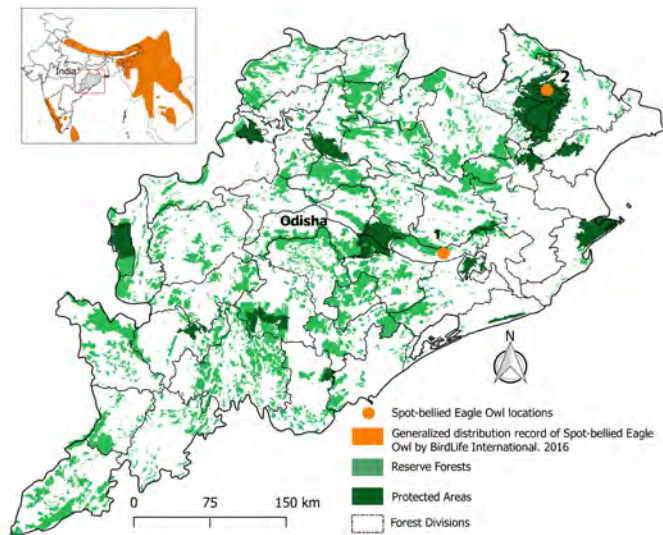 India
2
Odisha
1
N
Spot-bellied Eagle Owl locations
Generalized distribution record of Spot-bellied Eagle
Owl by BirdLife International. 2016
Reserve Forests
Protected Areas
Forest Divisions
0 75 150 km